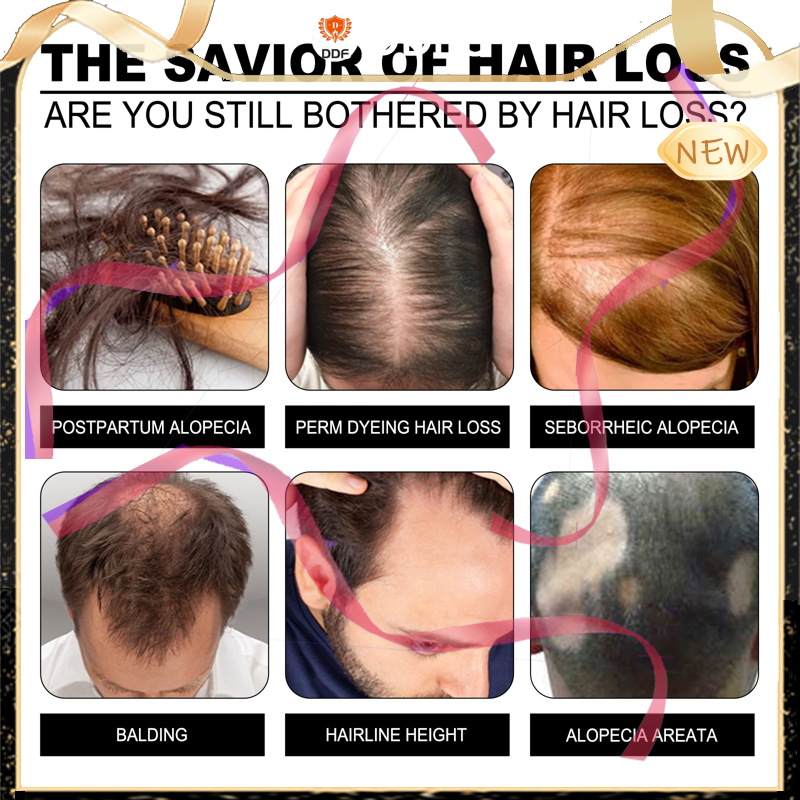 DDF
THE SAVIOR OF HAIR LOSS
ARE YOU STILL BOTHERED BY HAIR LOSS?
NEW
POSTPARTUM ALOPECIA
PERM DYEING HAIR LOSS
SEBORRHEIC ALOPECIA
BALDING
HAIRLINE HEIGHT
ALOPECIA AREATA